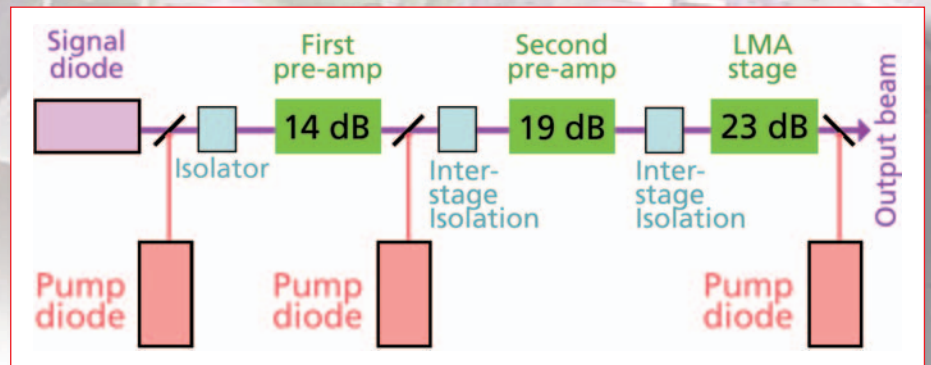 Signal
diode
First
pre-amp
Second
pre-amp
LMA
stage
14 dB
19 dB
23 dB
Output beam
Isolator
Inter-
stage
Isolation
Inter-
stage
Isolation
Pump
diode
Pump
diode
Pump
diode